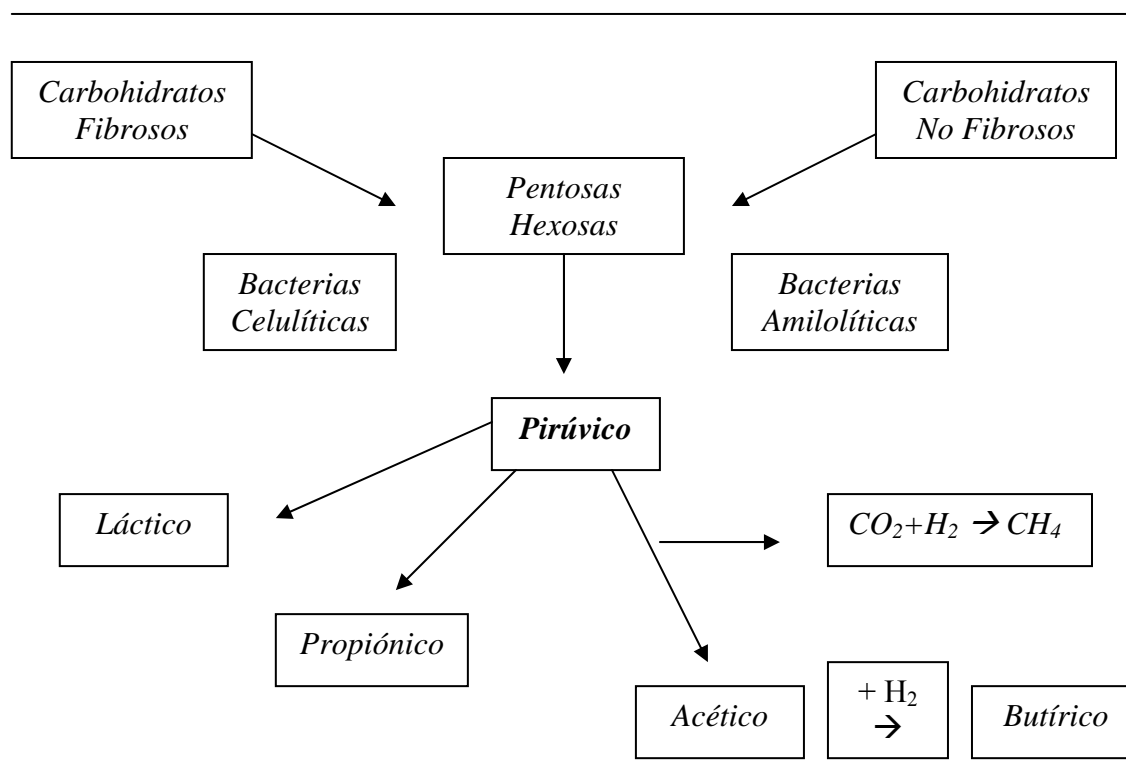 Carbohidratos
Fibrosos
Carbohidratos
No Fibrosos
Pentosas
Hexosas
Bacterias
Celulíticas
Bacterias
Amilolíticas
Pirúvico
Láctico
CO₂+H₂ → CH₄
Propiónico
Acético
+ H₂
→
Butírico